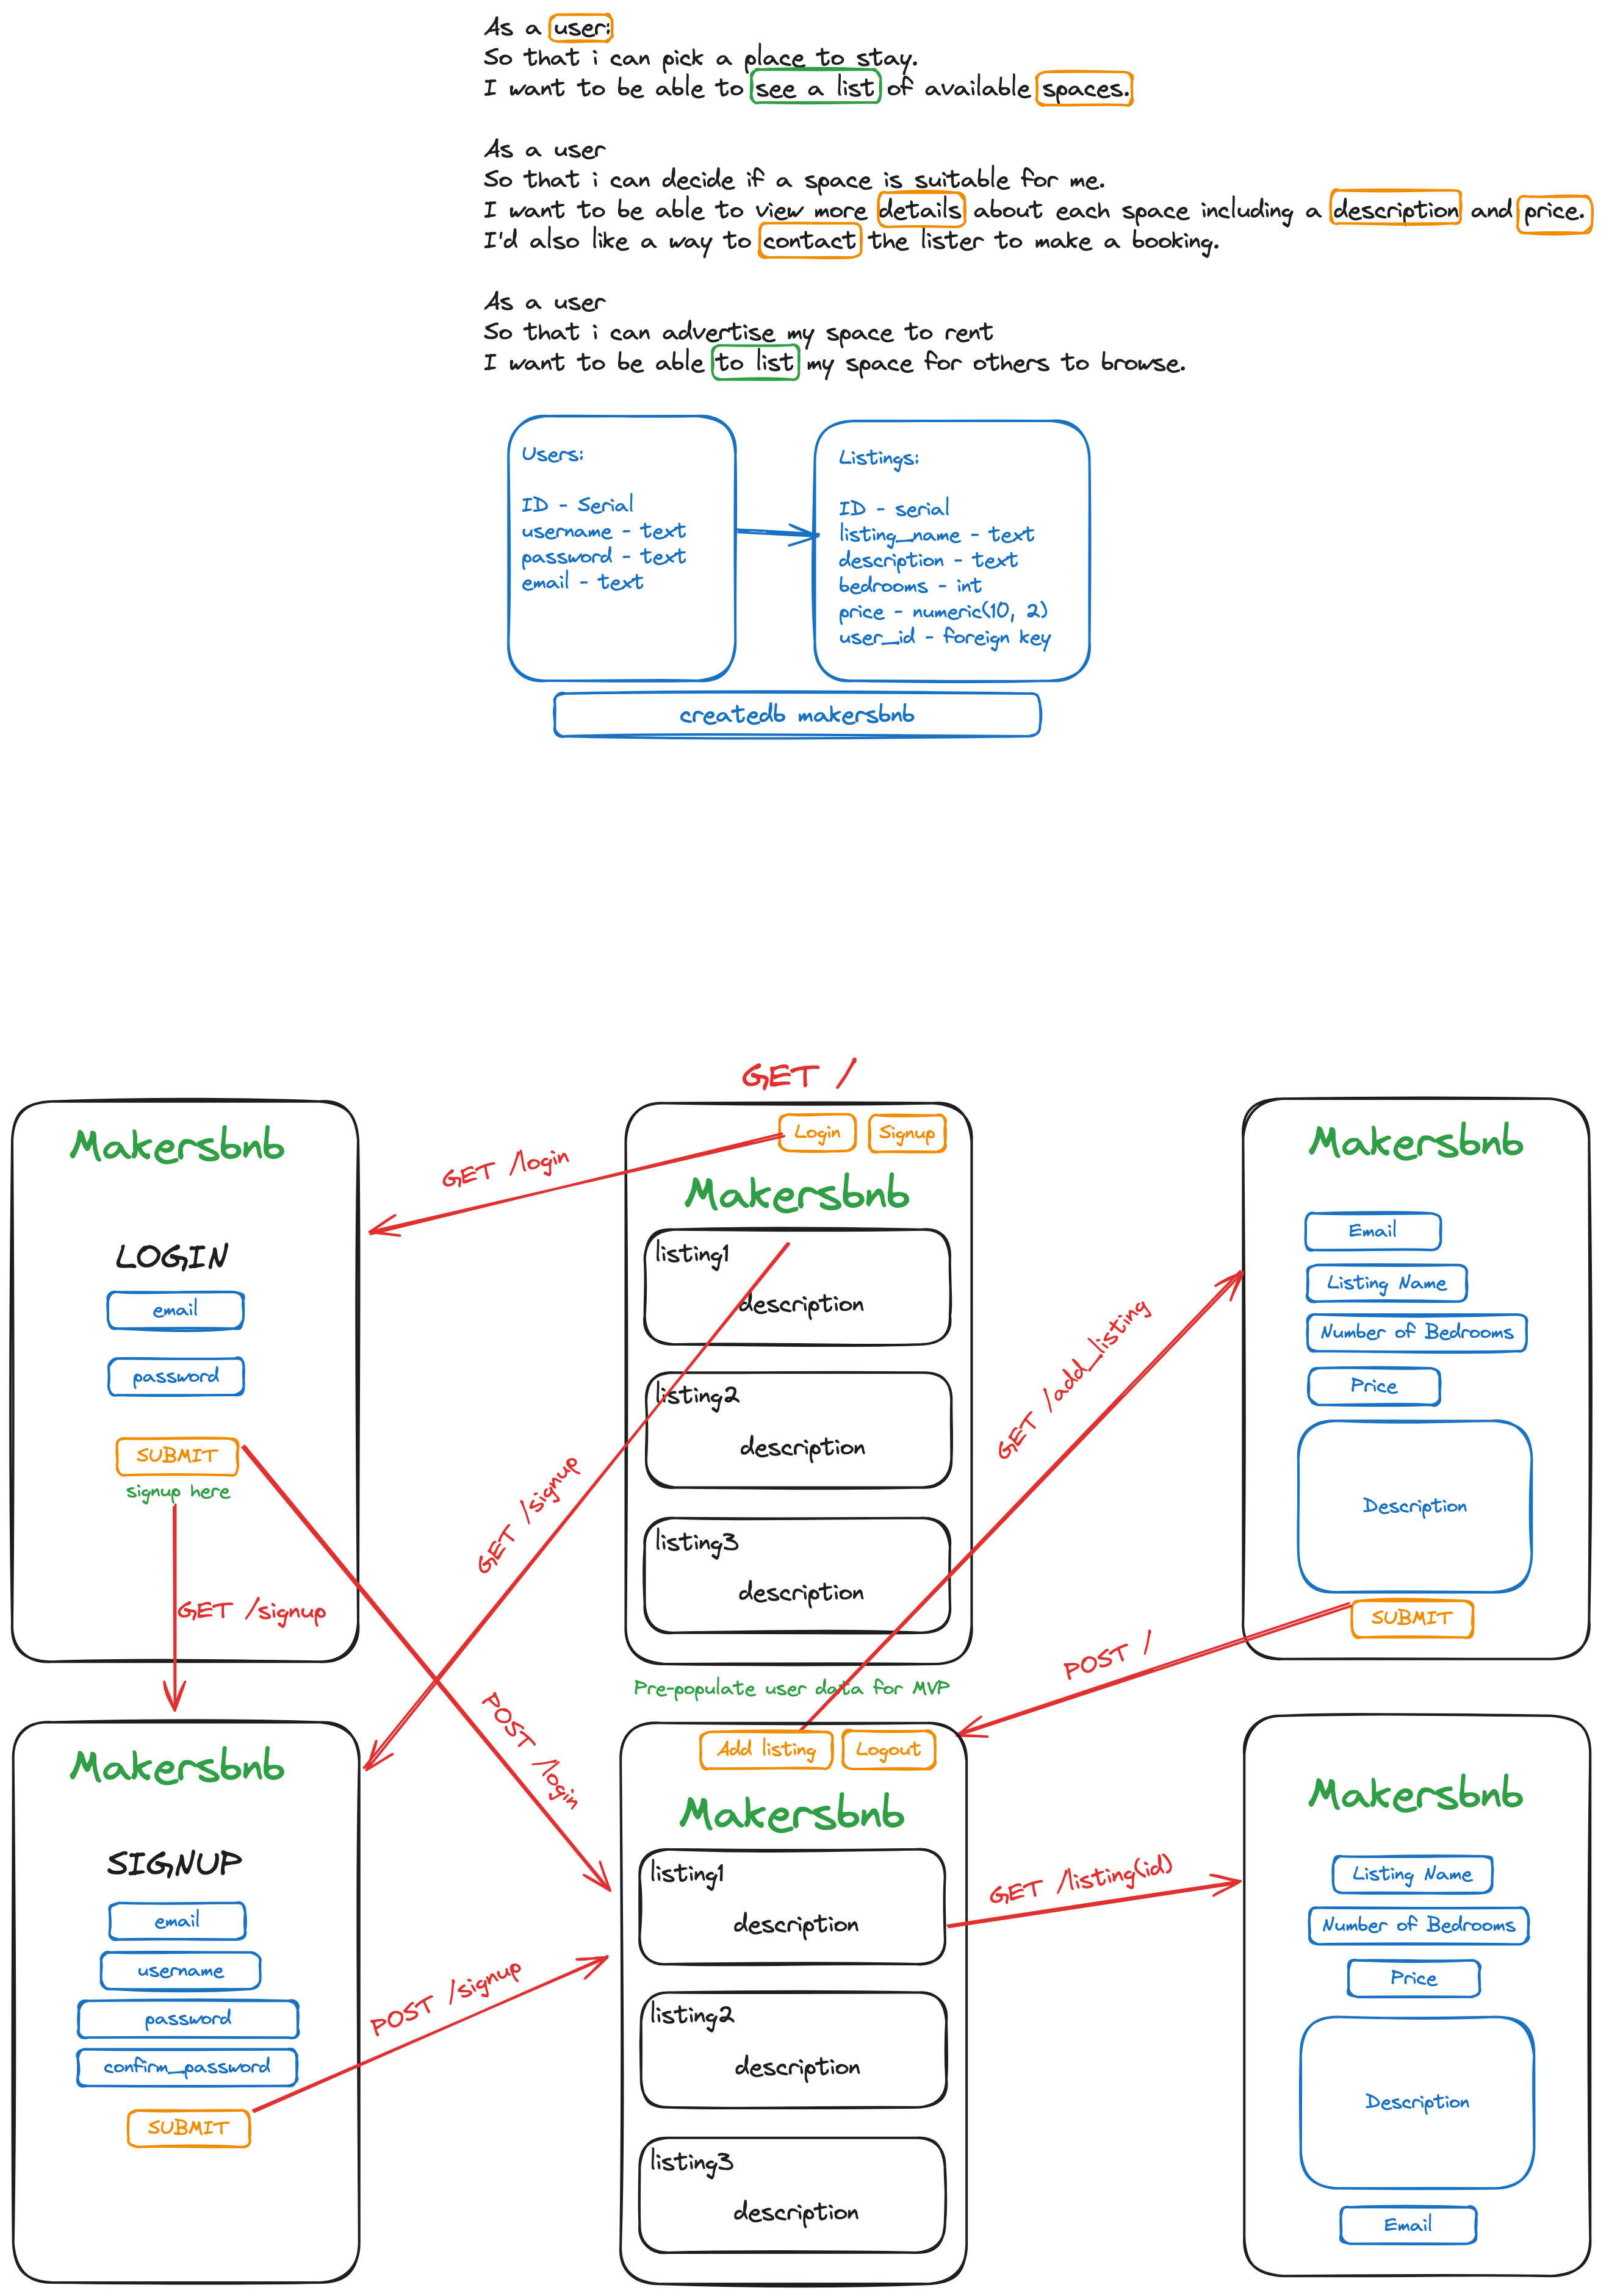 As a user:
So that i can pick a place to stay.
I want to be able to see a list of available spaces.
As a user
So that i can decide if a space is suitable for me.
I want to be able to view more details about each space including a description and price.
I'd also like a way to contact the lister to make a booking.
As a user
So that i can advertise my space to rent
I want to be able to list my space for others to browse.
Users:
ID - Serial
username - text
password - text
email - text
Listings:
ID - serial
listing_name - text
description - text
bedrooms - int
price - numeric(10, 2)
user_id - foreign key
createdb makersbnb
GET /
Makersbnb
LOGIN
email
password
SUBMIT
signup here
GET /login
GET /signup
Login
Signup
Makersbnb
listing1
description
listing2
description
listing3
description
GET /signup
Pre-populate user data for MVP
GET /add_listing
Makersbnb
Email
Listing Name
Number of Bedrooms
Price
Description
SUBMIT
POST /
POST /login
Makersbnb
SIGNUP
email
username
password
confirm_password
SUBMIT
POST /signup
Add listing
Logout
Makersbnb
listing1
description
listing2
description
listing3
description
GET /listing(id)
Makersbnb
Listing Name
Number of Bedrooms
Price
Description
Email